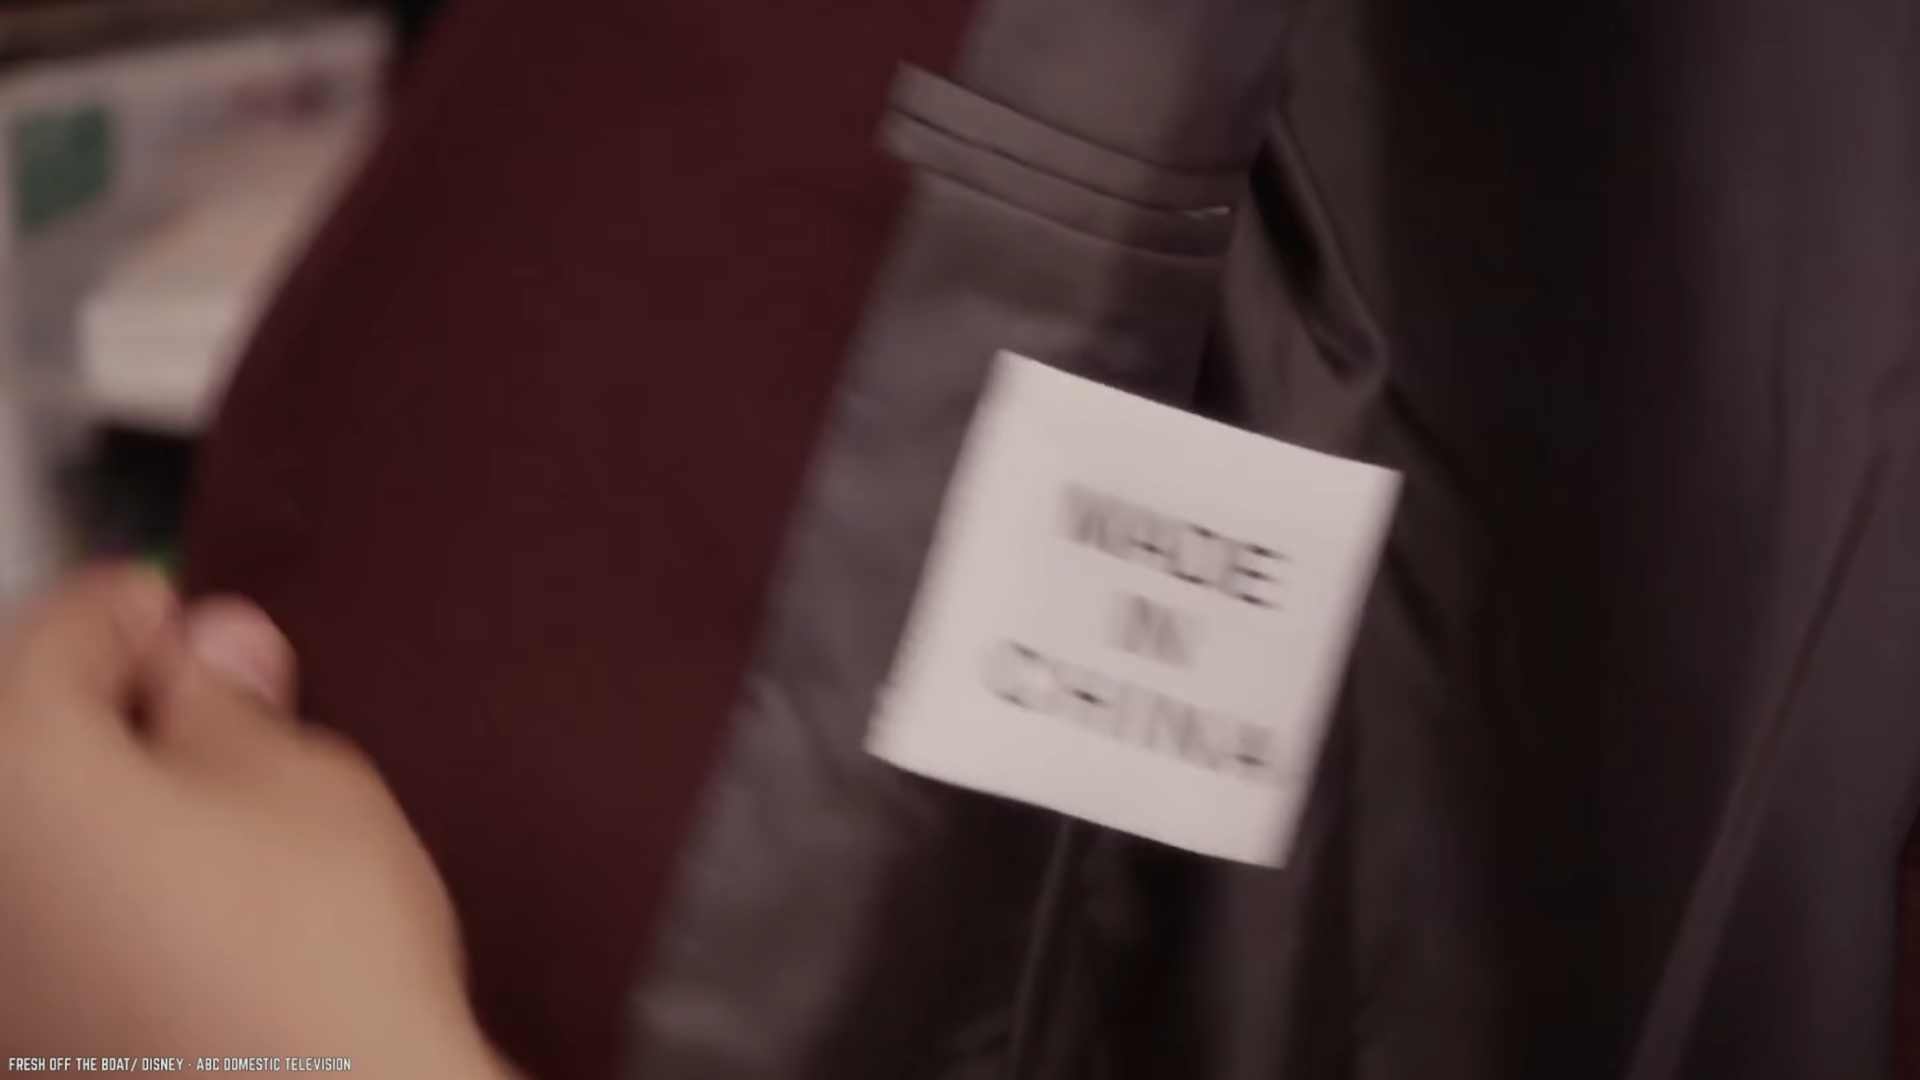 MADE
IN
CHINA
FRESH OFF THE BOAT/ DISNEY - ABC DOMESTIC TELEVISION